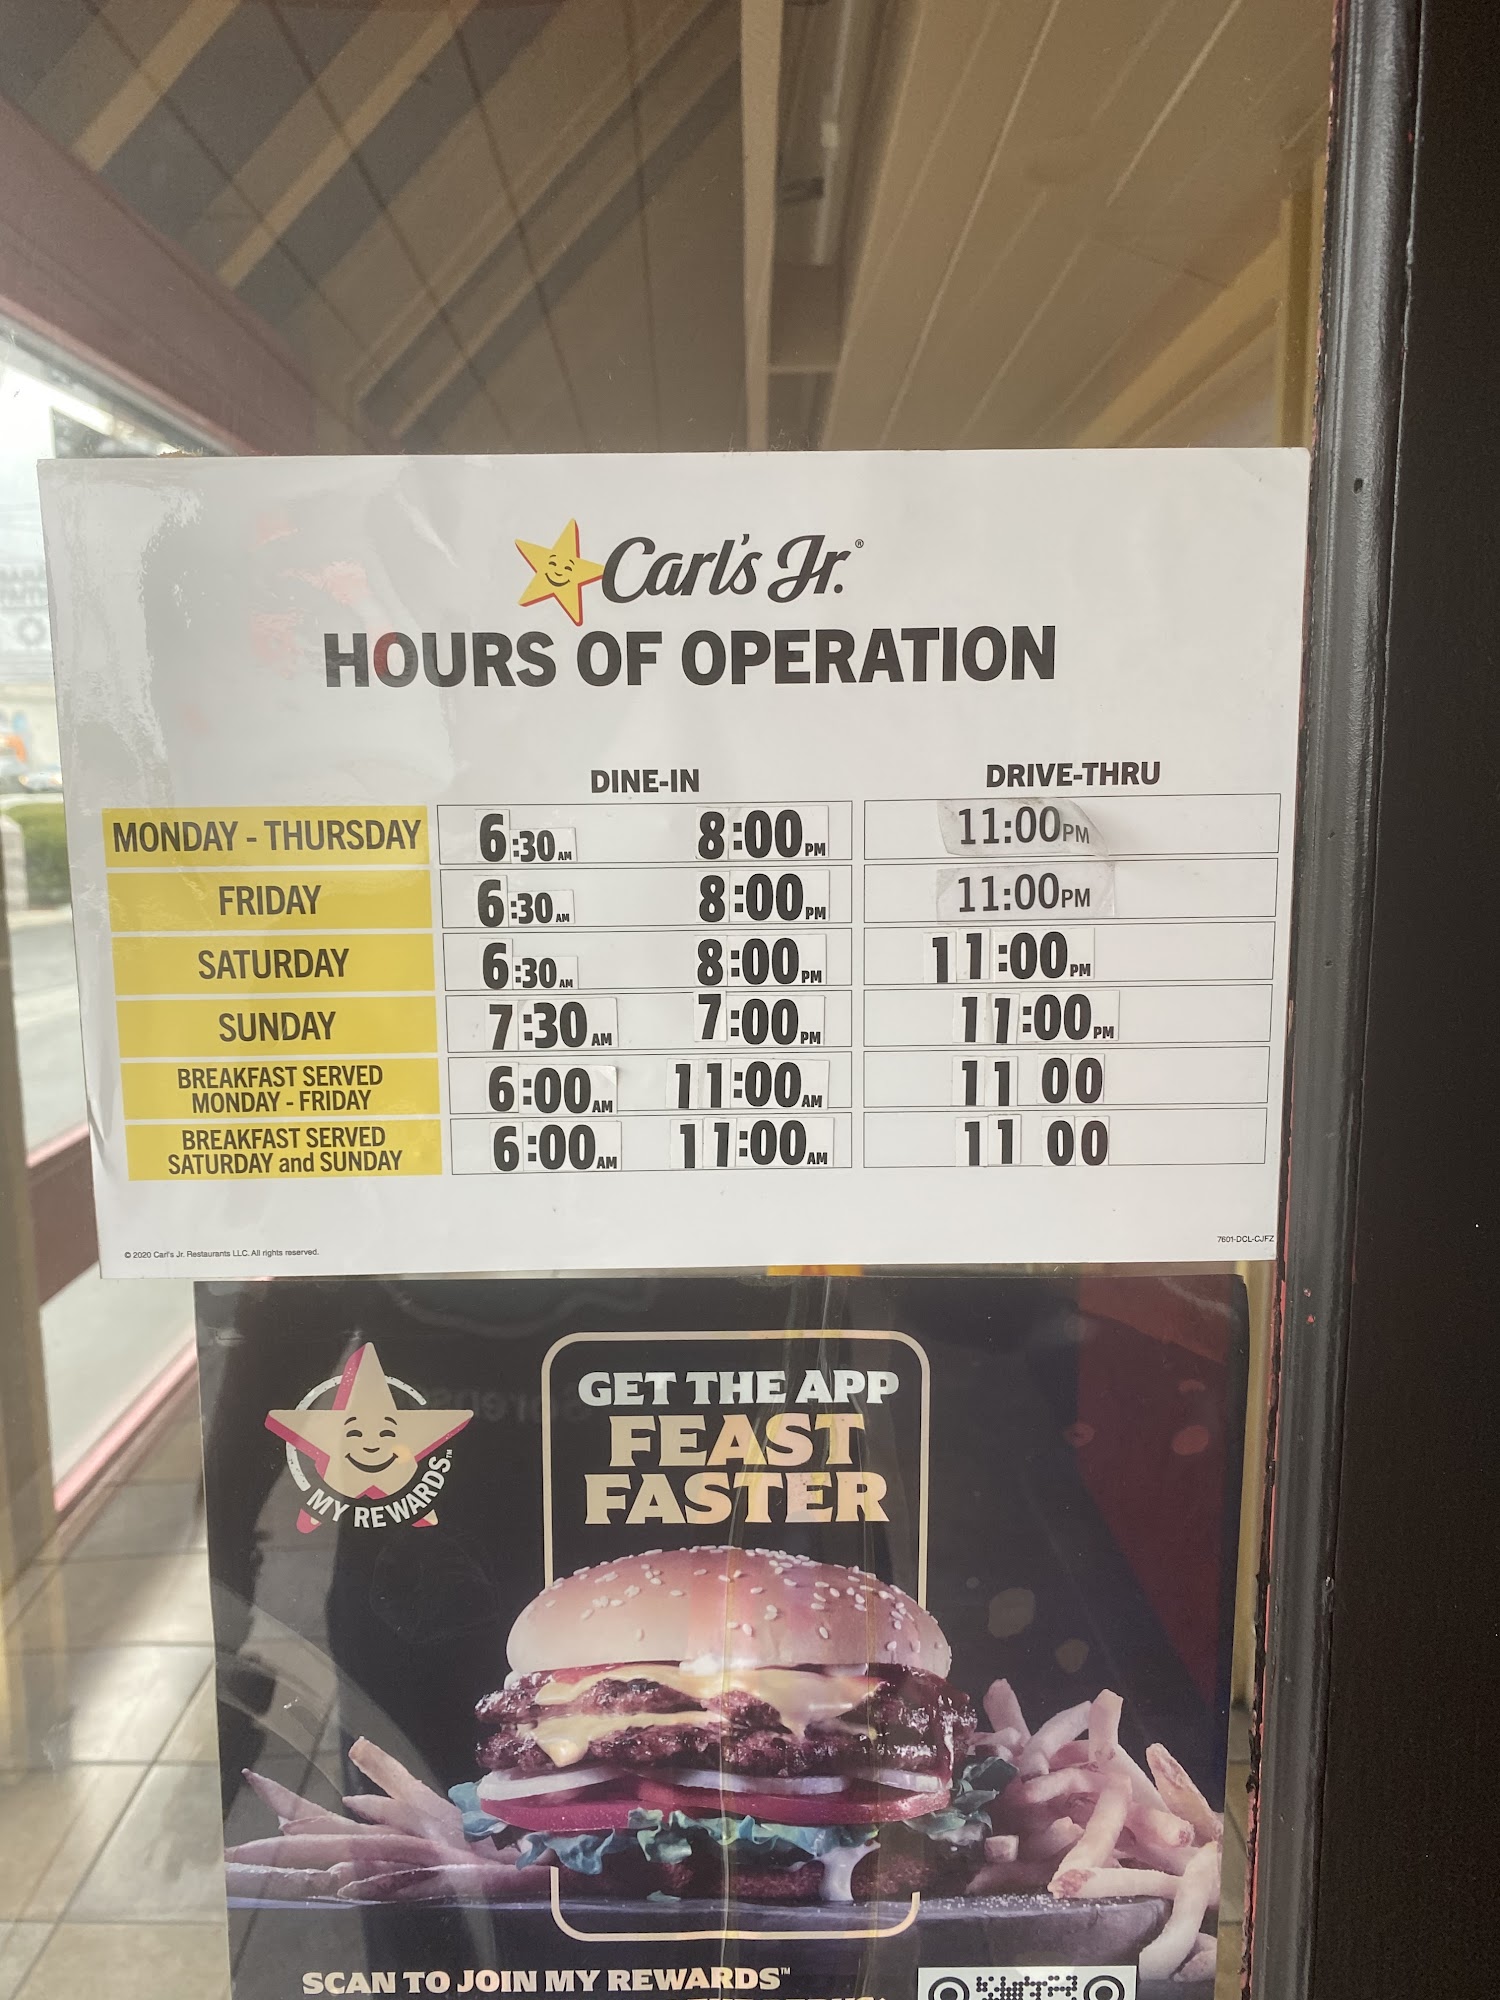 Carl's Jr.®
HOURS OF OPERATION
DINE-IN DRIVE-THRU
MONDAY - THURSDAY 6:30AM 8:00PM 11:00PM
FRIDAY 6:30AM 8:00PM 11:00PM
SATURDAY 6:30AM 8:00PM 11:00PM
SUNDAY 7:30AM 7:00PM 11:00PM
BREAKFAST SERVED
MONDAY - FRIDAY 6:00AM 11:00AM 11 00
BREAKFAST SERVED
SATURDAY and SUNDAY 6:00AM 11:00AM 11 00
© 2020 Carl's Jr. Restaurants LLC. All rights reserved.
7601-DCL-CJFZ
GET THE APP
FEAST
FASTER
MY REWARDS™
SCAN TO JOIN MY REWARDS™